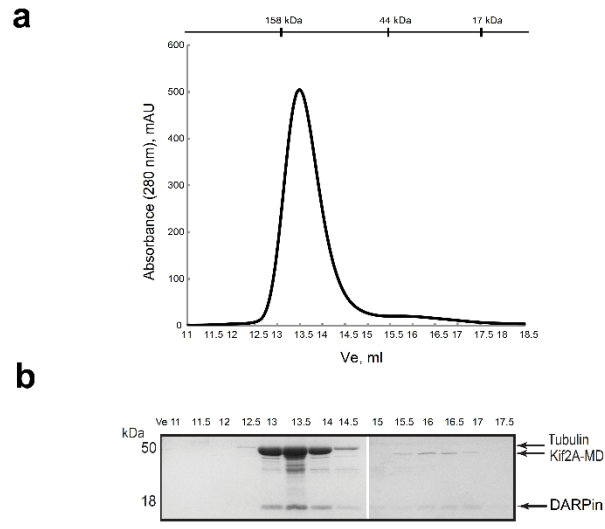 a
158 kDa 44 kDa 17 kDa
600
500
400
300
200
100
0
Absorbance (280 nm), mAU
11 11.5 12 12.5 13 13.5 14 14.5 15 15.5 16 16.5 17 17.5 18 18.5
Ve, ml
b
Ve 11 11.5 12 12.5 13 13.5 14 14.5 15 15.5 16 16.5 17 17.5
kDa
50
18
Tubulin
Kif2A-MD
DARPin